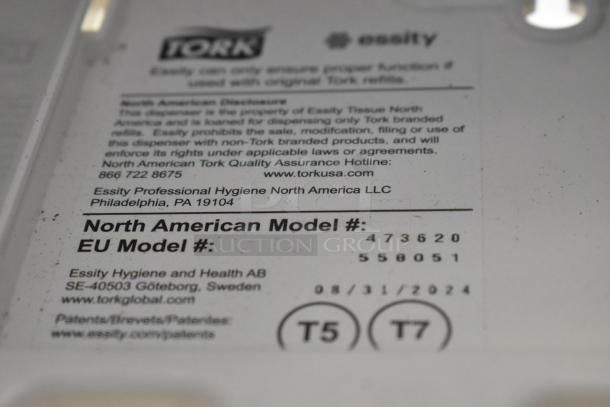 TORK
essity
Essity can only ensure proper function if
used with original Tork refills.
North American Disclosure
This dispenser is the property of Essity Tissue North
America and is loaned for dispensing only Tork branded
refills. Essity prohibits the sale, modifcation, filling or use of
this dispenser with non-Tork branded products, and will
enforce its rights under applicable laws or agreements.
North American Tork Quality Assurance Hotline:
866 722 8675 www.torkusa.com
Essity Professional Hygiene North America LLC
Philadelphia, PA 19104
North American Model #: 473620
EU Model #: 558051
AUCTION GROUP
Essity Hygiene and Health AB
SE-40503 Göteborg, Sweden
www.torkglobal.com
08/31/2024
Patents/Brevets/Patentes:
www.essity.com/patents
T5 T7